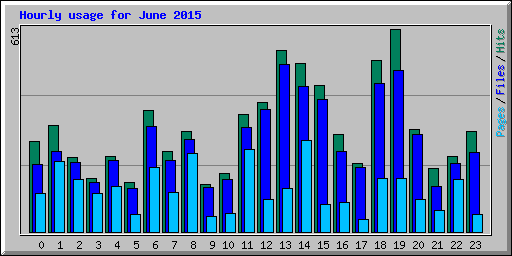 Hourly usage for June 2015
613
Pages / Files / Hits
0 1 2 3 4 5 6 7 8 9 10 11 12 13 14 15 16 17 18 19 20 21 22 23